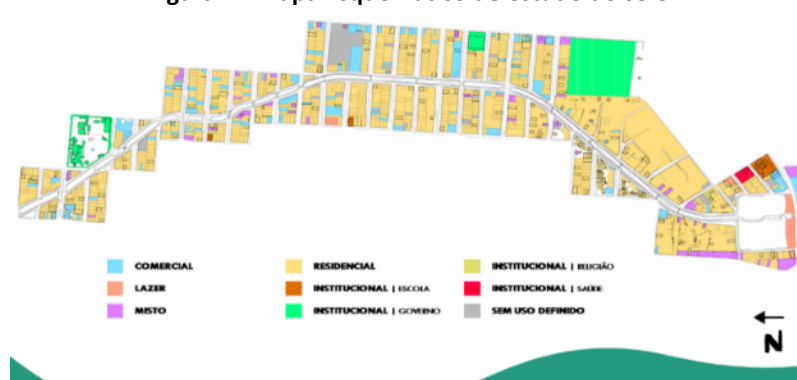 COMERCIAL
LAZER
MISTO
RESIDENCIAL
INSTITUCIONAL | ESCOLA
INSTITUCIONAL | GOVERNO
INSTITUCIONAL | RELIGIÃO
INSTITUCIONAL | SAÚDE
SEM USO DEFINIDO
N